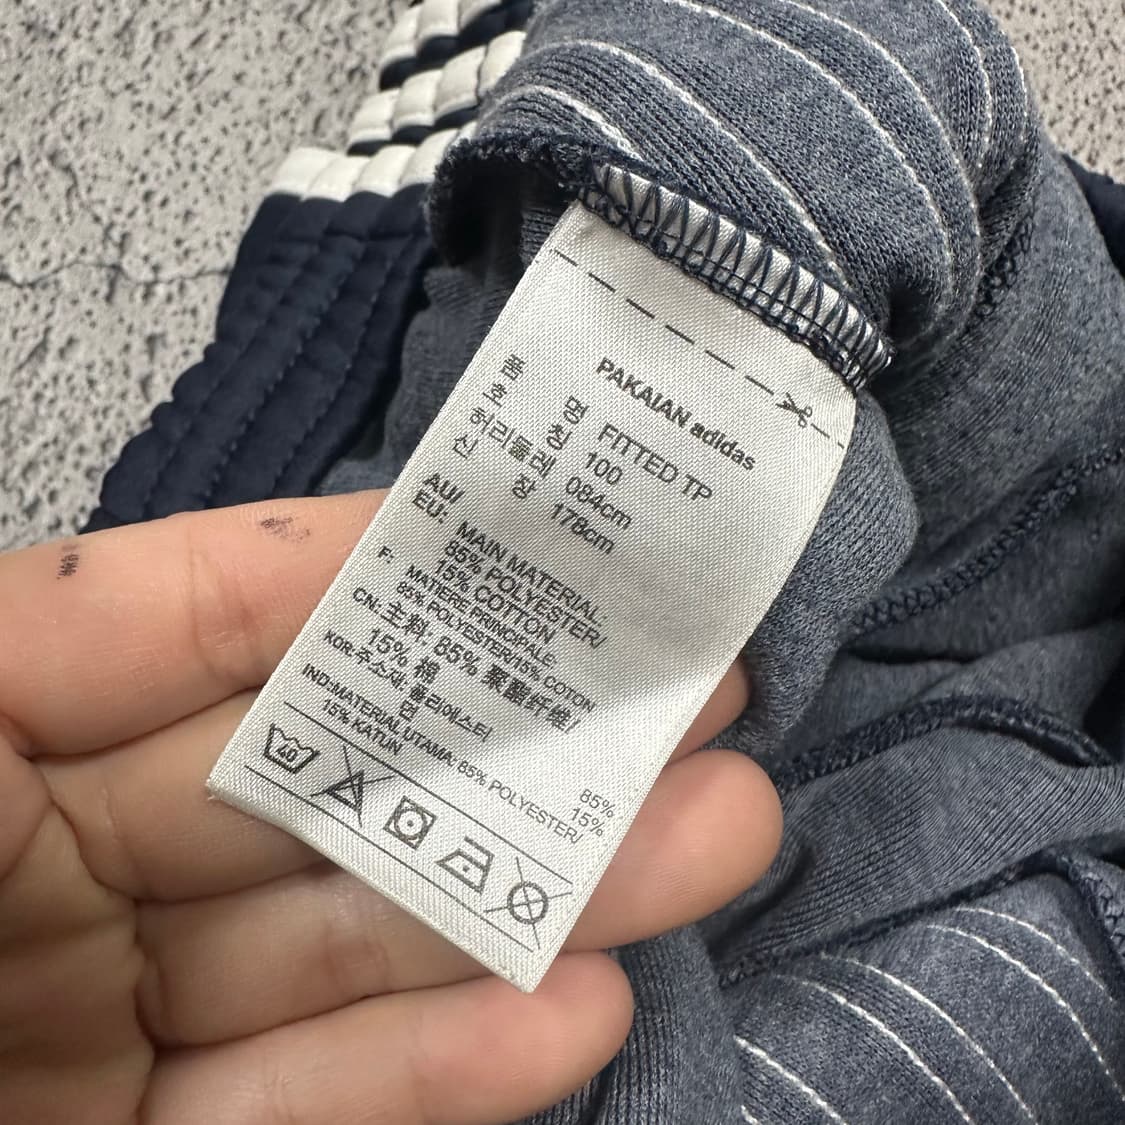 PAKAIAN adidas
품 명 FITTED TP
호 칭 100
허리둘레 084cm
신 장 178cm
AU/
EU: MAIN MATERIAL
85% POLYESTER/
15% COTTON
F: MATIERE PRINCIPALE
85% POLYESTER/15% COTON
CN: 主料: 85% 聚酯纤维/
15% 棉
KOR:주소재: 폴리에스터 85%
면 15%
IND:MATERIAL UTAMA: 85% POLYESTER/
15% KATUN
40